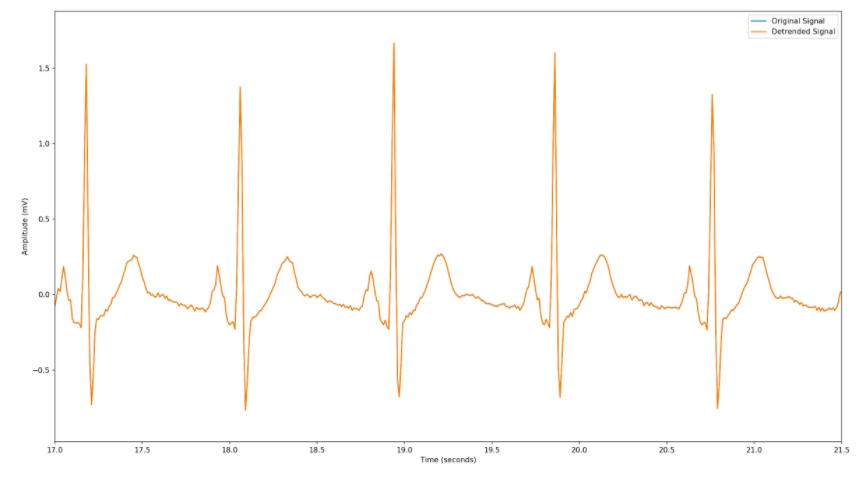 Original Signal
Detrended Signal
1.5
1.0
0.5
0.0
−0.5
Amplitude (mV)
17.0 17.5 18.0 18.5 19.0 19.5 20.0 20.5 21.0 21.5
Time (seconds)